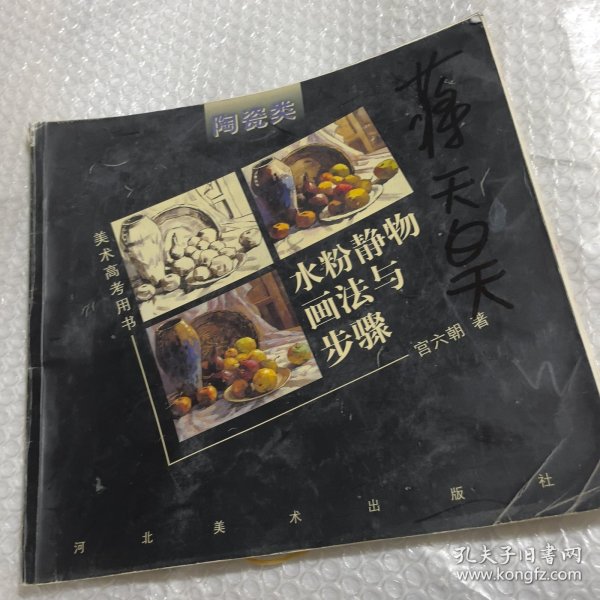 陶瓷类
蒋天昊
美术高考用书
水粉静物
画法与
步骤
宫六朝 著
河北美术出版社
孔夫子旧书网
www.kongfz.com